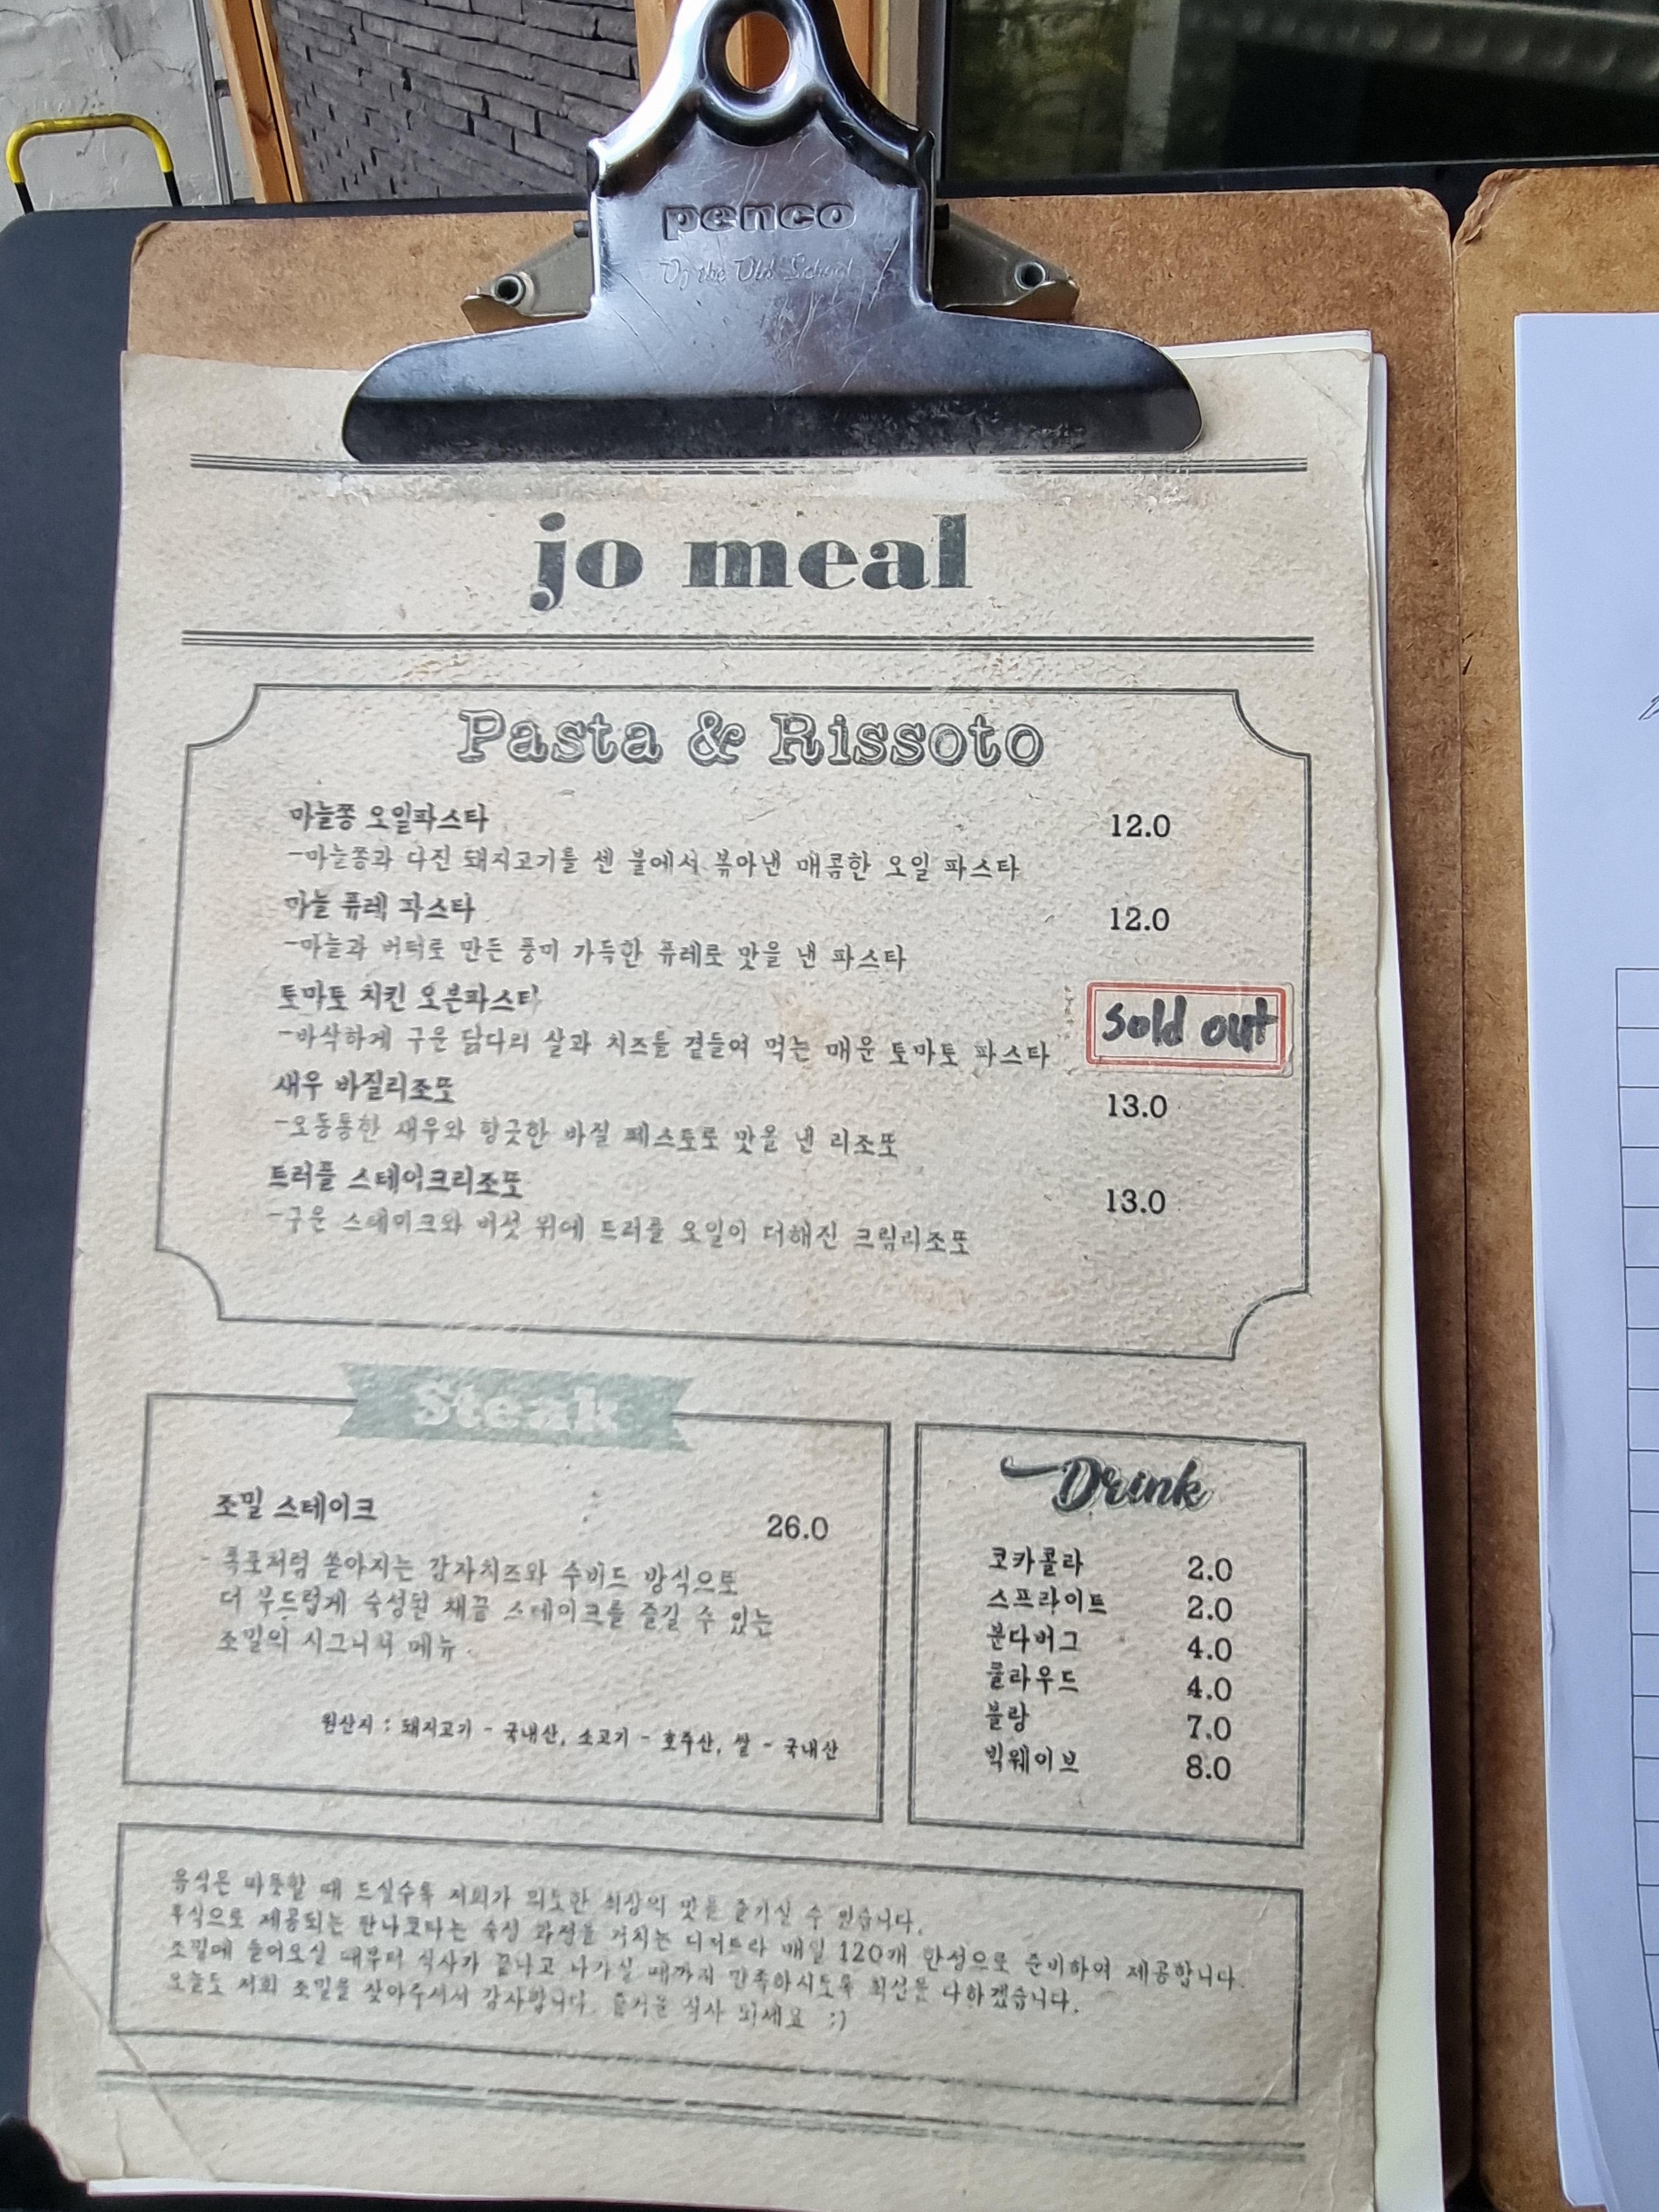 penco
Of the Old School
jo meal
Pasta & Rissoto
마늘쫑 오일파스타 12.0
-마늘쫑과 다진 돼지고기를 센 불에서 볶아낸 매콤한 오일 파스타
마늘 퓨레 파스타 12.0
-마늘과 버터로 만든 풍미 가득한 퓨레로 맛을 낸 파스타
토마토 치킨 오븐파스타 sold out
-바삭하게 구운 닭다리 살과 치즈를 곁들여 먹는 매운 토마토 파스타
새우 바질리조또 13.0
-오동통한 새우와 향긋한 바질 페스토로 맛을 낸 리조또
트러플 스테이크리조또 13.0
-구운 스테이크와 버섯 위에 트러플 오일이 더해진 크림리조또
Steak
조밀 스테이크 26.0
- 폭포처럼 쏟아지는 감자치즈와 수비드 방식으로
더 부드럽게 숙성된 채끝 스테이크를 즐길 수 있는
조밀의 시그니처 메뉴
원산지 : 돼지고기 - 국내산, 소고기 - 호주산, 쌀 - 국내산
Drink
코카콜라 2.0
스프라이트 2.0
분다버그 4.0
클라우드 4.0
블랑 7.0
빅웨이브 8.0
음식은 따뜻할 때 드실수록 저희가 의도한 최상의 맛을 즐기실 수 있습니다.
후식으로 제공되는 판나코타는 숙성 과정을 거치는 디저트라 매일 120개 한정으로 준비하여 제공합니다.
조밀에 들어오실 때부터 식사가 끝나고 나가실 때까지 만족하시도록 최선을 다하겠습니다.
오늘도 저희 조밀을 찾아주셔서 감사합니다. 즐거운 식사 되세요 :)